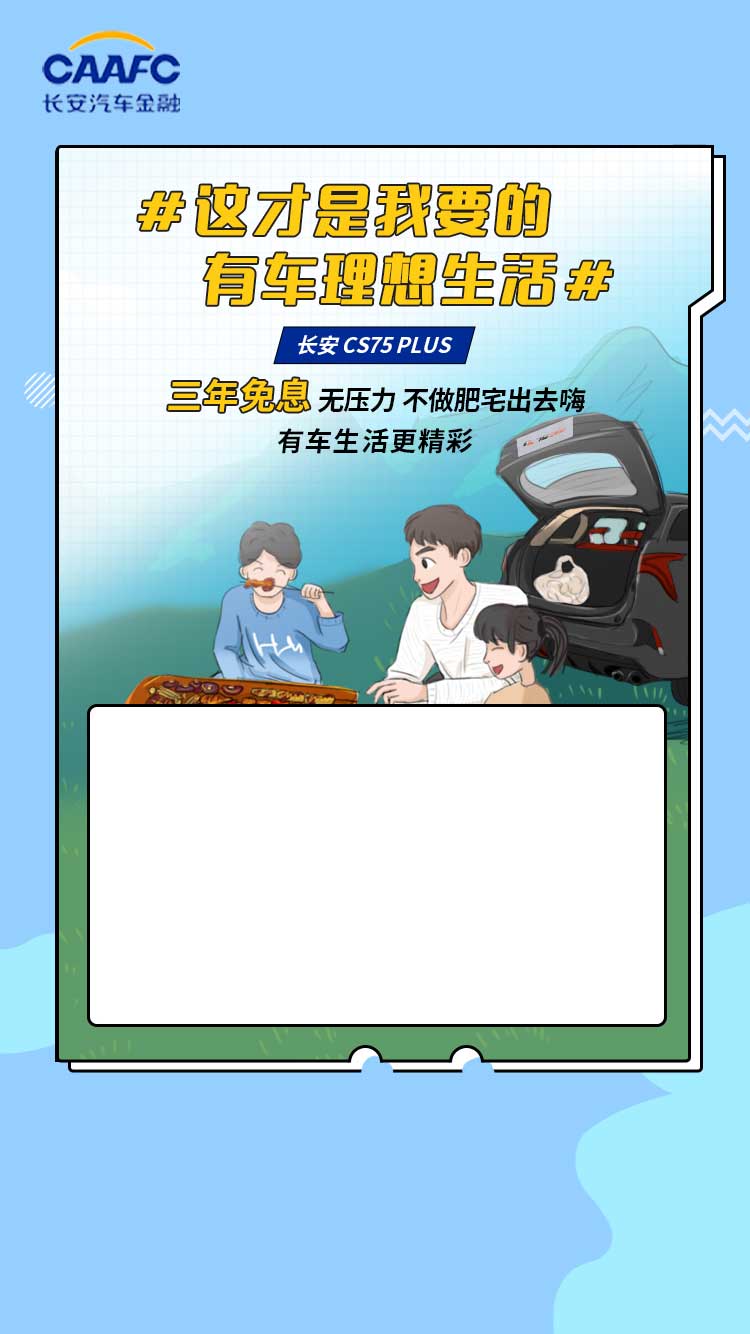 CAAFC
长安汽车金融
#这才是我要的
有车理想生活#
长安 CS75 PLUS
三年免息 无压力 不做肥宅出去嗨
有车生活更精彩